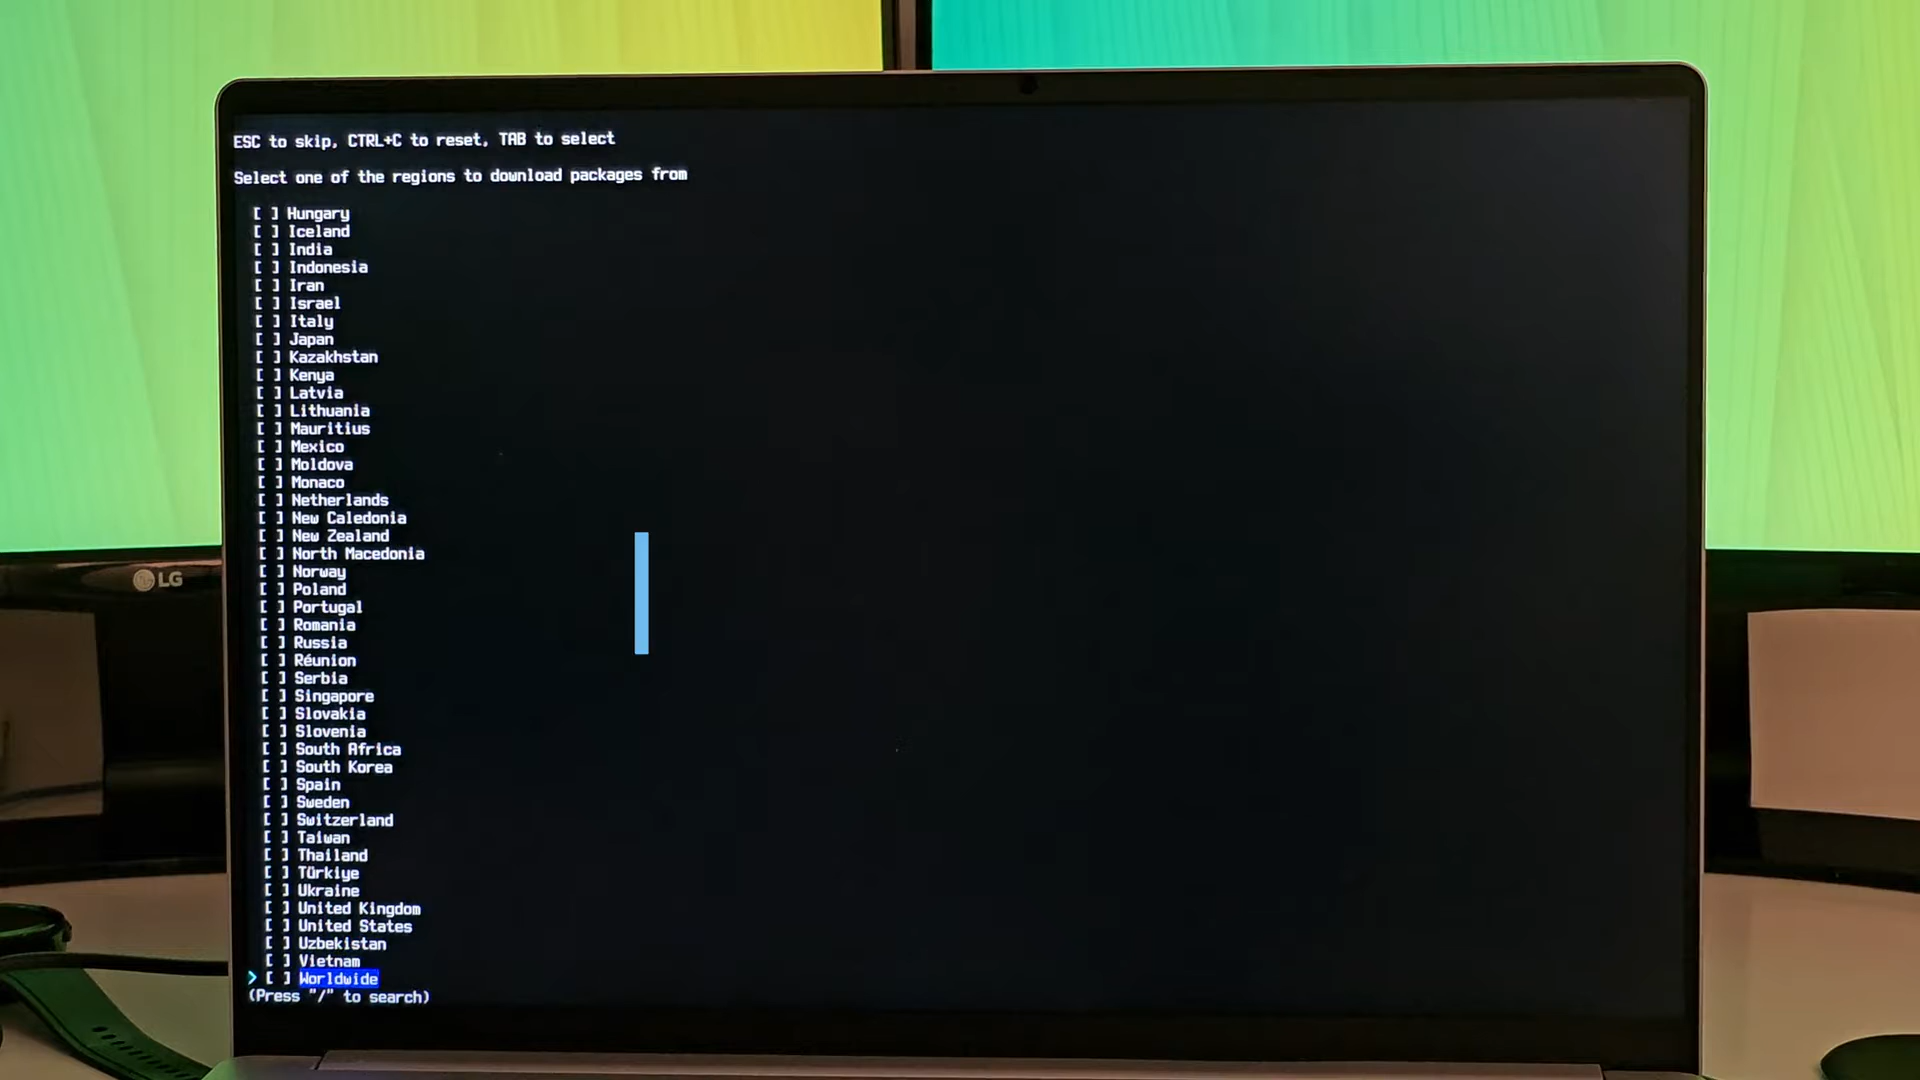 ESC to skip, CTRL+C to reset, TAB to select
Select one of the regions to download packages from
[ ] Hungary
[ ] Iceland
[ ] India
[ ] Indonesia
[ ] Iran
[ ] Israel
[ ] Italy
[ ] Japan
[ ] Kazakhstan
[ ] Kenya
[ ] Latvia
[ ] Lithuania
[ ] Mauritius
[ ] Mexico
[ ] Moldova
[ ] Monaco
[ ] Netherlands
[ ] New Caledonia
[ ] New Zealand
[ ] North Macedonia
[ ] Norway
[ ] Poland
[ ] Portugal
[ ] Romania
[ ] Russia
[ ] Réunion
[ ] Serbia
[ ] Singapore
[ ] Slovakia
[ ] Slovenia
[ ] South Africa
[ ] South Korea
[ ] Spain
[ ] Sweden
[ ] Switzerland
[ ] Taiwan
[ ] Thailand
[ ] Türkiye
[ ] Ukraine
[ ] United Kingdom
[ ] United States
[ ] Uzbekistan
[ ] Vietnam
> [ ] Worldwide
(Press "/" to search)
LG